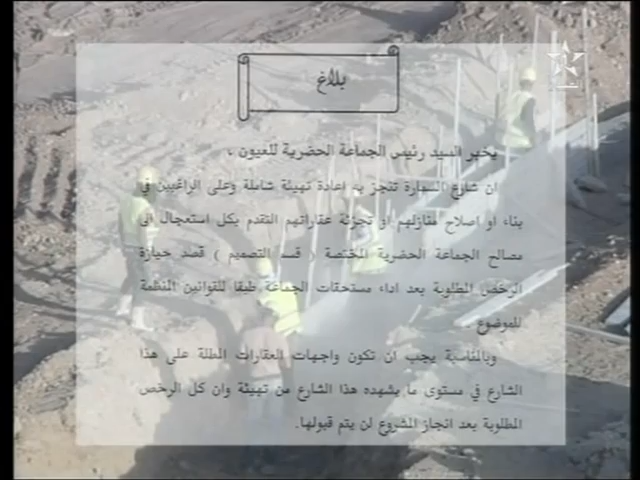 بلاغ
يخبر السيد رئيس الجماعة الحضرية للعيون ،
ان شارع السمارة تنجز به اعادة تهيئة شاملة وعلى الراغبين في
بناء او اصلاح منازلهم او تجزئة عقاراتهم التقدم بكل استعجال الى
مصالح الجماعة الحضرية المختصة ( قسم التصميم ) قصد حيازة
الرخص المطلوبة بعد اداء مستحقات الجماعة طبقا للقوانين المنظمة
للموضوع .
وبالمناسبة يجب ان تكون واجهات العقارات المطلة على هذا
الشارع في مستوى ما يشهده هذا الشارع من تهيئة وان كل الرخص
المطلوبة بعد انجاز المشروع لن يتم قبولها.